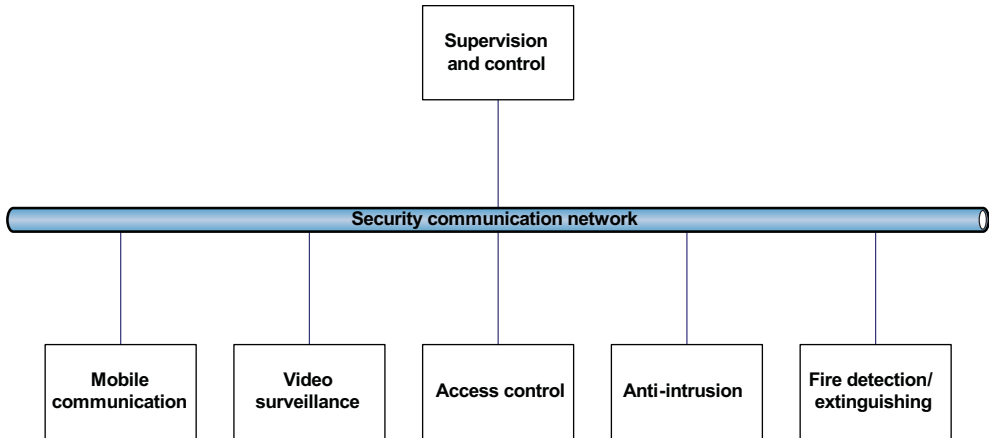 Supervision
and control
Security communication network
Mobile
communication
Video
surveillance
Access control
Anti-intrusion
Fire detection/
extinguishing